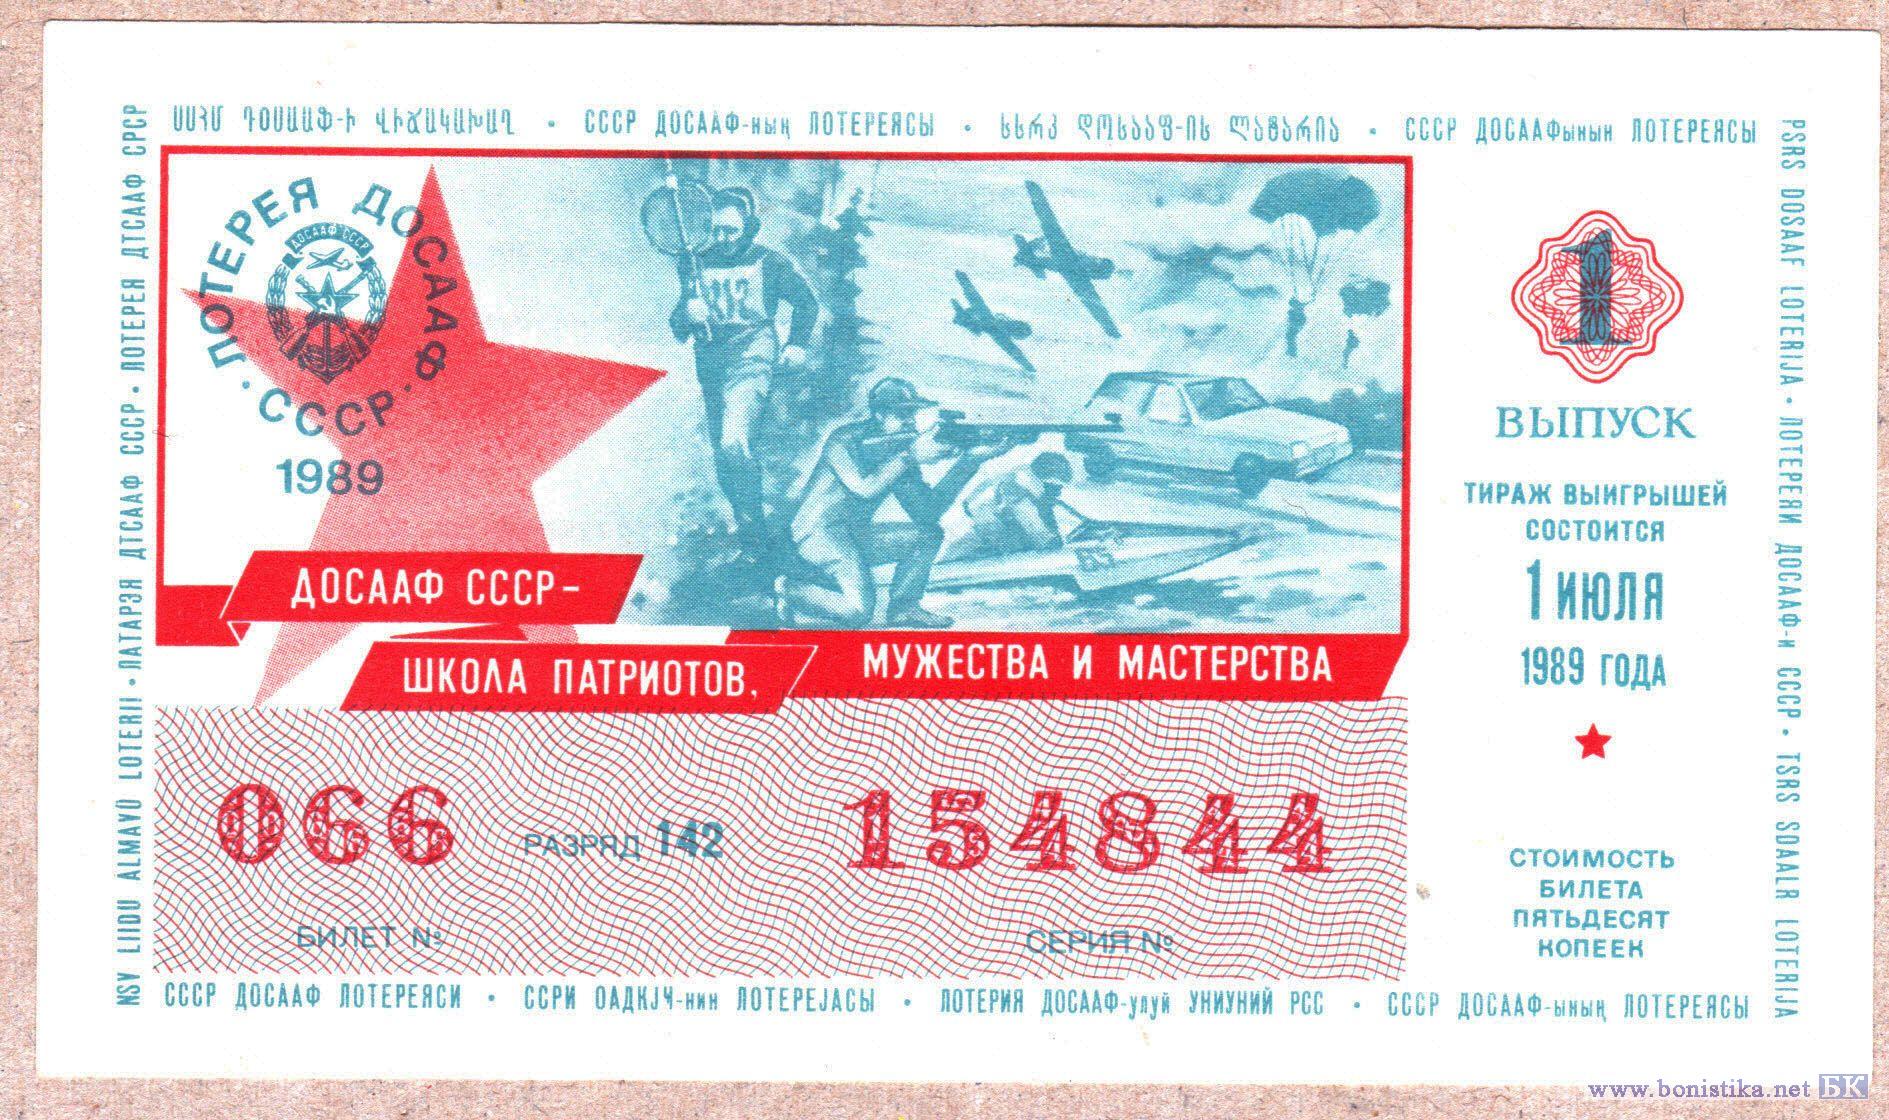 ՍՍՀՄ ԴՕՍԱԱՖ-Ի ՎԻՃԱԿԱԽԱՂ • СССР ДОСААФ-ның ЛОТЕРЕЯСЫ • სსრკ დოსააფ-ის ლატარია • СССР ДОСААФынын ЛОТЕРЕЯСЫ
NSV LIIDU ALMAVÜ LOTERII • ЛАТАРЭЯ ДТСААФ СССР • ЛОТЕРЕЯ ДТСААФ СРСР
PSRS DOSAAF LOTERIJA • ЛОТЕРЕЯИ ДОСААФ-и СССР • TSRS SDAALR LOTERIJA
ЛОТЕРЕЯ ДОСААФ
• СССР •
ДОСААФ СССР
1989
312
65
ДОСААФ СССР –
ШКОЛА ПАТРИОТОВ,
МУЖЕСТВА И МАСТЕРСТВА
1
ВЫПУСК
ТИРАЖ ВЫИГРЫШЕЙ
СОСТОИТСЯ
1 ИЮЛЯ
1989 ГОДА
066 РАЗРЯД 142 154844
БИЛЕТ № СЕРИЯ №
СТОИМОСТЬ
БИЛЕТА
ПЯТЬДЕСЯТ
КОПЕЕК
СССР ДОСААФ ЛОТЕРЕЯСИ • ССРИ ОАДКЈЧ-нин ЛОТЕРЕЈАСЫ • ЛОТЕРИЯ ДОСААФ-улуй УНИУНИЙ РСС • СССР ДОСААФ-ының ЛОТЕРЕЯСЫ
www.bonistika.net БК